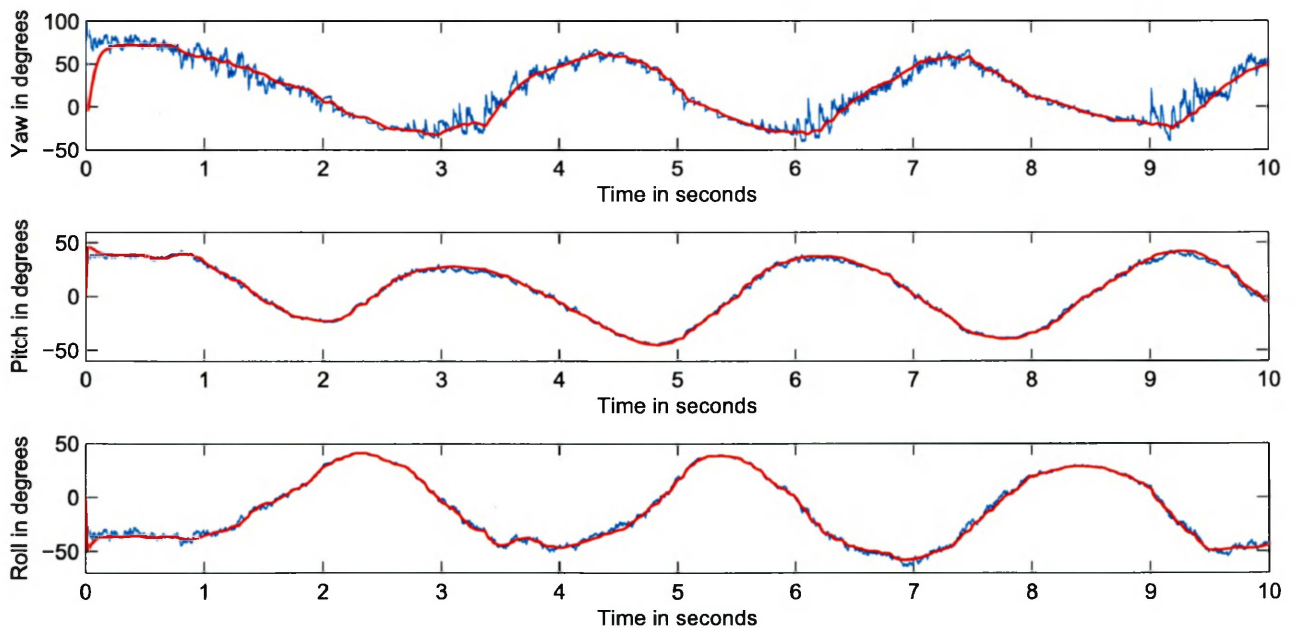 Yaw in degrees
100
50
0
−50
0 1 2 3 4 5 6 7 8 9 10
Time in seconds
Pitch in degrees
50
0
−50
0 1 2 3 4 5 6 7 8 9 10
Time in seconds
Roll in degrees
50
0
−50
0 1 2 3 4 5 6 7 8 9 10
Time in seconds